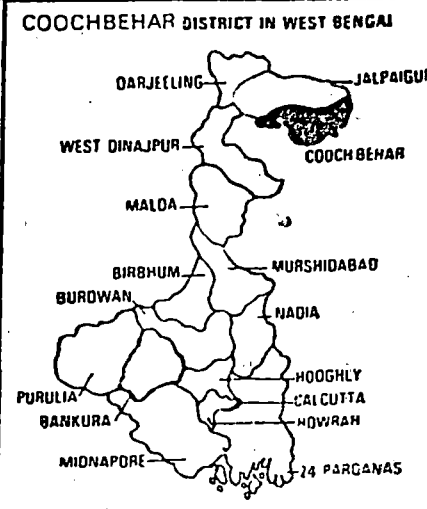 COOCHBEHAR DISTRICT IN WEST BENGAL
DARJEELING
JALPAIGUI
WEST DINAJPUR
COOCH BEHAR
MALDA
BIRBHUM
MURSHIDABAD
BURDWAN
NADIA
HOOGHLY
PURULIA
CALCUTTA
BANKURA
HOWRAH
MIDNAPORE
24 PARGANAS